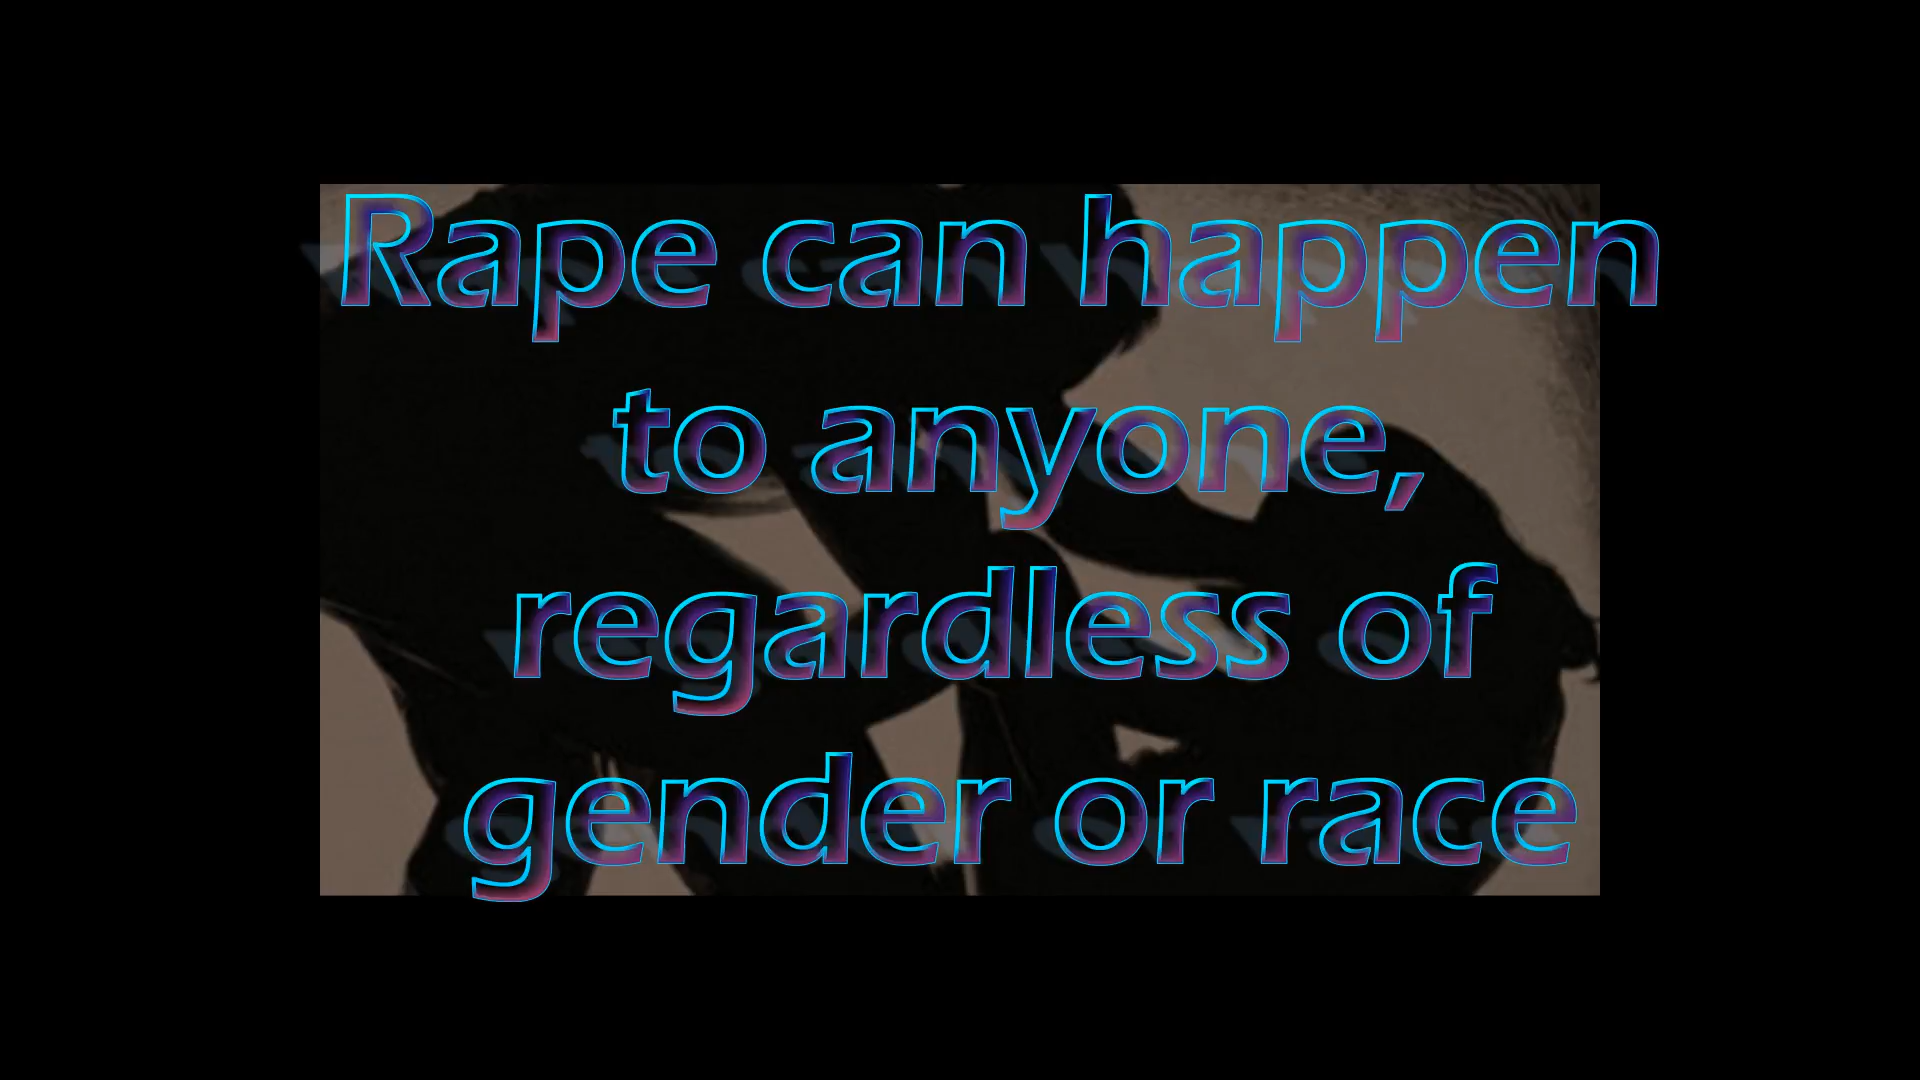 Rape can happen
to anyone,
regardless of
gender or race